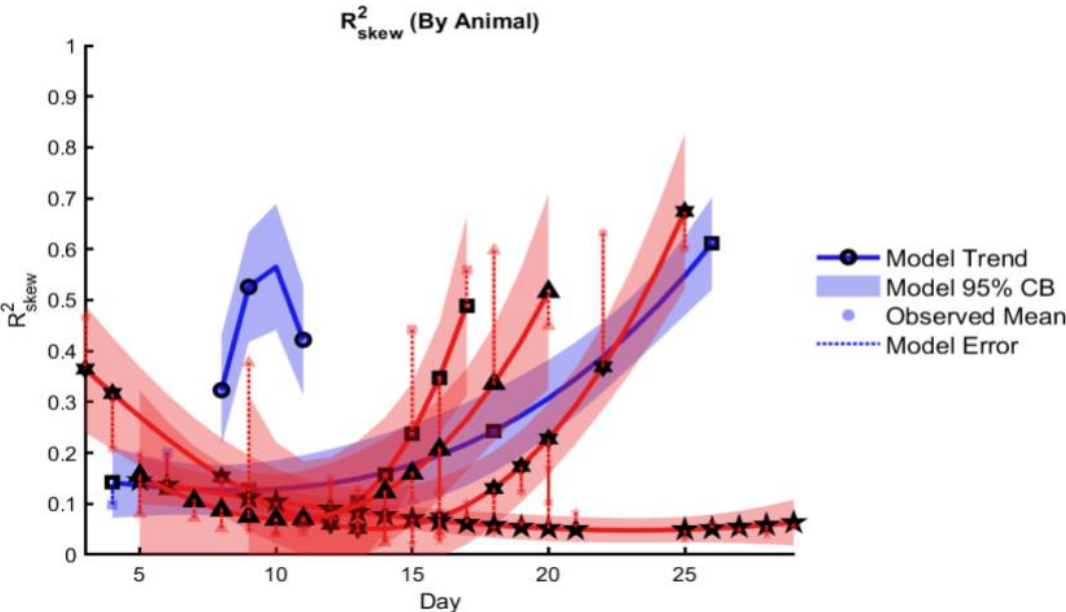 R²skew (By Animal)
1
0.9
0.8
0.7
0.6
0.5
0.4
0.3
0.2
0.1
0
R²skew
5 10 15 20 25
Day
Model Trend
Model 95% CB
Observed Mean
Model Error